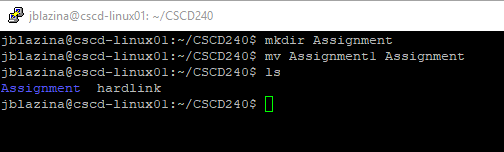 jblazina@cscd-linux01: ~/CSCD240
jblazina@cscd-linux01:~/CSCD240$ mkdir Assignment
jblazina@cscd-linux01:~/CSCD240$ mv Assignment1 Assignment
jblazina@cscd-linux01:~/CSCD240$ ls
Assignment  hardlink
jblazina@cscd-linux01:~/CSCD240$